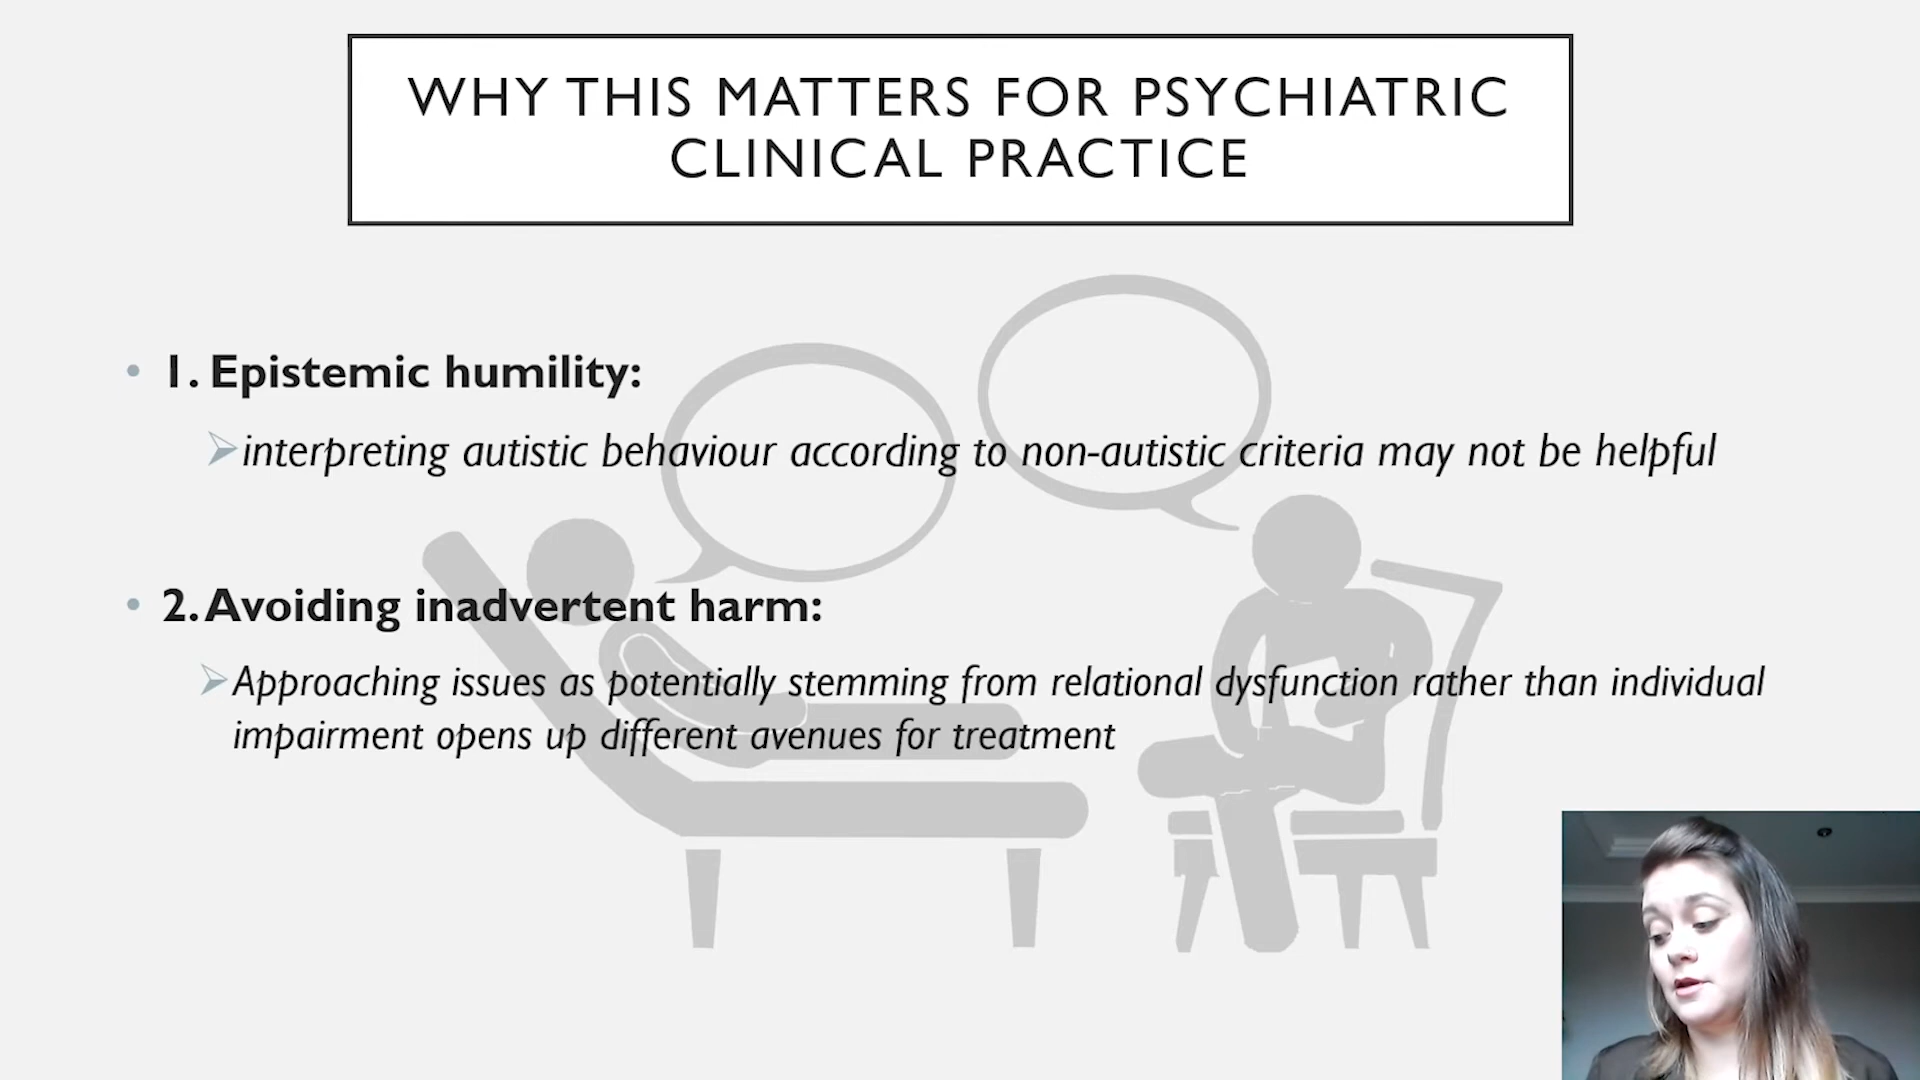 WHY THIS MATTERS FOR PSYCHIATRIC
CLINICAL PRACTICE
• 1. Epistemic humility:
➢interpreting autistic behaviour according to non-autistic criteria may not be helpful
• 2. Avoiding inadvertent harm:
➢Approaching issues as potentially stemming from relational dysfunction rather than individual
impairment opens up different avenues for treatment